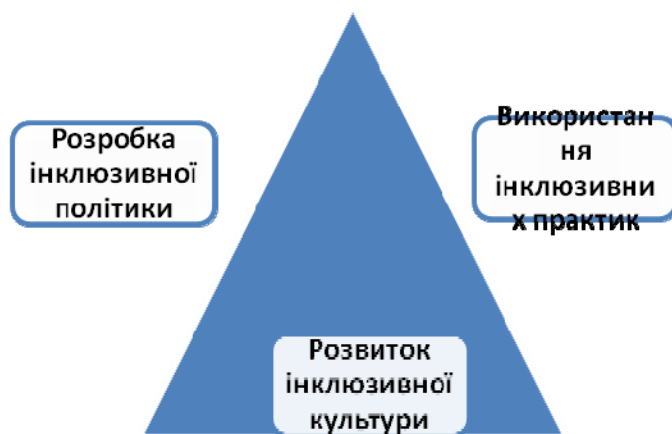 Розробка
інклюзивної
політики
Використан
ня
інклюзивни
х практик
Розвиток
інклюзивної
культури